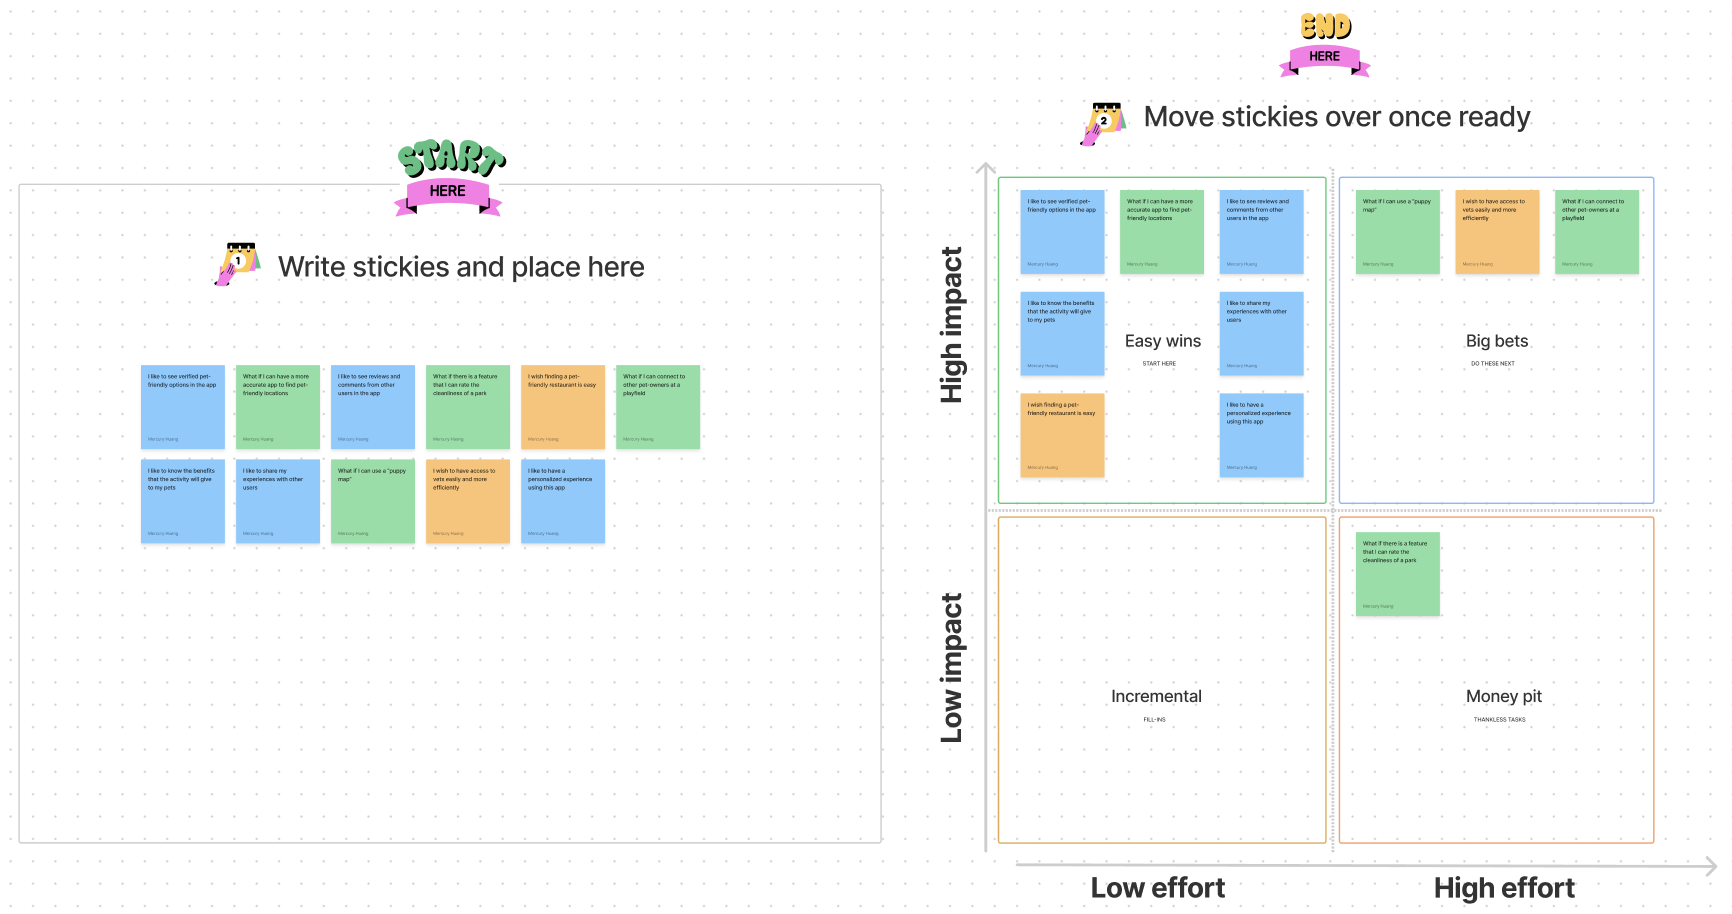 START
HERE
1
Write stickies and place here
I like to see verified pet-
friendly options in the app
Mercury Huang
What if I can have a more
accurate app to find pet-
friendly locations
Mercury Huang
I like to see reviews and
comments from other
users in the app
Mercury Huang
What if there is a feature
that I can rate the
cleanliness of a park
Mercury Huang
I wish finding a pet-
friendly restaurant is easy
Mercury Huang
What if I can connect to
other pet-owners at a
playfield
Mercury Huang
I like to know the benefits
that the activity will give
to my pets
Mercury Huang
I like to share my
experiences with other
users
Mercury Huang
What if I can use a "puppy
map"
Mercury Huang
I wish to have access to
vets easily and more
efficiently
Mercury Huang
I like to have a
personalized experience
using this app
Mercury Huang
END
HERE
2
Move stickies over once ready
High impact
Low impact
I like to see verified pet-
friendly options in the app
Mercury Huang
What if I can have a more
accurate app to find pet-
friendly locations
Mercury Huang
I like to see reviews and
comments from other
users in the app
Mercury Huang
I like to know the benefits
that the activity will give
to my pets
Mercury Huang
Easy wins
START HERE
I like to share my
experiences with other
users
Mercury Huang
I wish finding a pet-
friendly restaurant is easy
Mercury Huang
I like to have a
personalized experience
using this app
Mercury Huang
What if I can use a "puppy
map"
Mercury Huang
I wish to have access to
vets easily and more
efficiently
Mercury Huang
What if I can connect to
other pet-owners at a
playfield
Mercury Huang
Big bets
DO THESE NEXT
Incremental
FILL-INS
What if there is a feature
that I can rate the
cleanliness of a park
Mercury Huang
Money pit
THANKLESS TASKS
Low effort
High effort